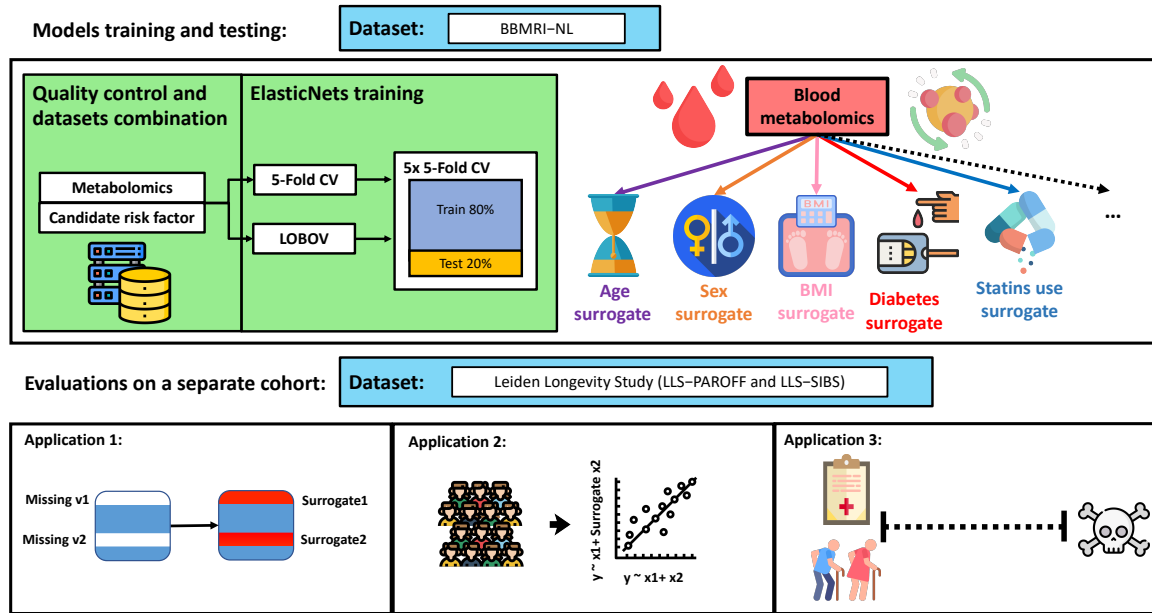 Models training and testing:
Dataset:
BBMRI−NL
Quality control and
datasets combination
ElasticNets training
Metabolomics
Candidate risk factor
5-Fold CV
LOBOV
5x 5-Fold CV
Train 80%
Test 20%
Blood
metabolomics
BMI
...
Age
surrogate
Sex
surrogate
BMI
surrogate
Diabetes
surrogate
Statins use
surrogate
Evaluations on a separate cohort:
Dataset:
Leiden Longevity Study (LLS−PAROFF and LLS−SIBS)
Application 1:
Missing v1
Missing v2
Surrogate1
Surrogate2
Application 2:
y ~ x1+ Surrogate x2
y ~ x1+ x2
Application 3: